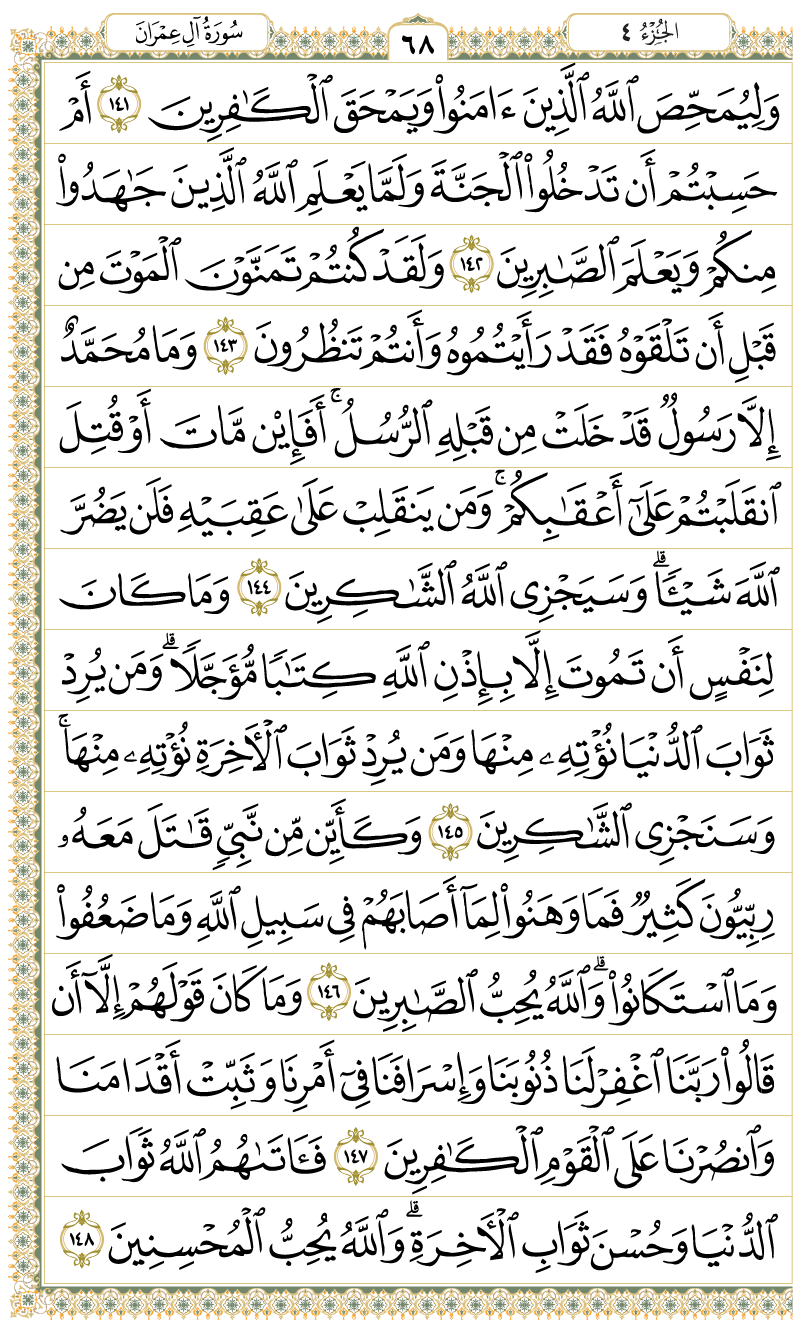 الجُزْءُ ٤
٦٨
سُورَةُ آلِ عِمْرَانَ
وَلِيُمَحِّصَ ٱللَّهُ ٱلَّذِينَ ءَامَنُوا۟ وَيَمْحَقَ ٱلْكَـٰفِرِينَ ١٤١ أَمْ
حَسِبْتُمْ أَن تَدْخُلُوا۟ ٱلْجَنَّةَ وَلَمَّا يَعْلَمِ ٱللَّهُ ٱلَّذِينَ جَـٰهَدُوا۟
مِنكُمْ وَيَعْلَمَ ٱلصَّـٰبِرِينَ ١٤٢ وَلَقَدْ كُنتُمْ تَمَنَّوْنَ ٱلْمَوْتَ مِن
قَبْلِ أَن تَلْقَوْهُ فَقَدْ رَأَيْتُمُوهُ وَأَنتُمْ تَنظُرُونَ ١٤٣ وَمَا مُحَمَّدٌ
إِلَّا رَسُولٌ قَدْ خَلَتْ مِن قَبْلِهِ ٱلرُّسُلُ ۚ أَفَإِي۟ن مَّاتَ أَوْ قُتِلَ
ٱنقَلَبْتُمْ عَلَىٰٓ أَعْقَـٰبِكُمْ ۚ وَمَن يَنقَلِبْ عَلَىٰ عَقِبَيْهِ فَلَن يَضُرَّ
ٱللَّهَ شَيْـًٔا ۗ وَسَيَجْزِى ٱللَّهُ ٱلشَّـٰكِرِينَ ١٤٤ وَمَا كَانَ
لِنَفْسٍ أَن تَمُوتَ إِلَّا بِإِذْنِ ٱللَّهِ كِتَـٰبًا مُّؤَجَّلًا ۗ وَمَن يُرِدْ
ثَوَابَ ٱلدُّنْيَا نُؤْتِهِۦ مِنْهَا وَمَن يُرِدْ ثَوَابَ ٱلْأَخِرَةِ نُؤْتِهِۦ مِنْهَا ۚ
وَسَنَجْزِى ٱلشَّـٰكِرِينَ ١٤٥ وَكَأَيِّن مِّن نَّبِىٍّ قَـٰتَلَ مَعَهُۥ
رِبِّيُّونَ كَثِيرٌ فَمَا وَهَنُوا۟ لِمَآ أَصَابَهُمْ فِى سَبِيلِ ٱللَّهِ وَمَا ضَعُفُوا۟
وَمَا ٱسْتَكَانُوا۟ ۗ وَٱللَّهُ يُحِبُّ ٱلصَّـٰبِرِينَ ١٤٦ وَمَا كَانَ قَوْلَهُمْ إِلَّآ أَن
قَالُوا۟ رَبَّنَا ٱغْفِرْ لَنَا ذُنُوبَنَا وَإِسْرَافَنَا فِىٓ أَمْرِنَا وَثَبِّتْ أَقْدَامَنَا
وَٱنصُرْنَا عَلَى ٱلْقَوْمِ ٱلْكَـٰفِرِينَ ١٤٧ فَـَٔاتَىٰهُمُ ٱللَّهُ ثَوَابَ
ٱلدُّنْيَا وَحُسْنَ ثَوَابِ ٱلْأَخِرَةِ ۗ وَٱللَّهُ يُحِبُّ ٱلْمُحْسِنِينَ ١٤٨